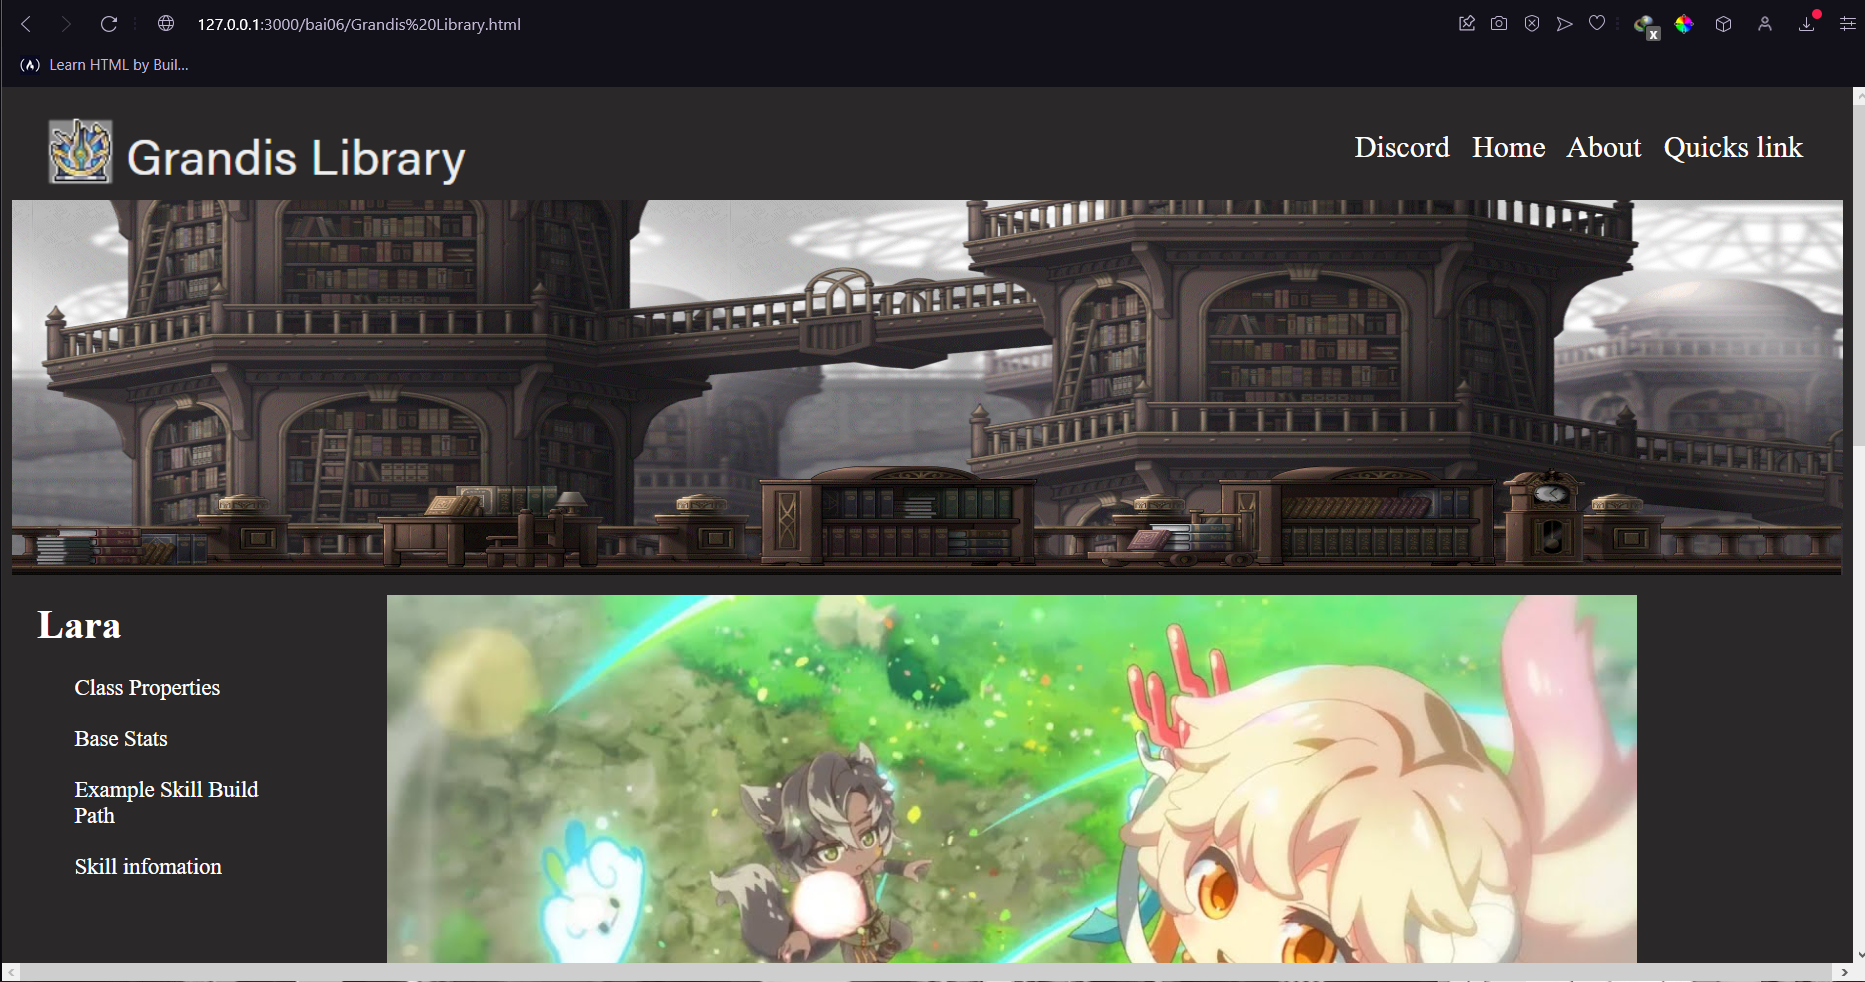 127.0.0.1:3000/bai06/Grandis%20Library.html
x
Learn HTML by Buil...
Grandis Library
Discord Home About Quicks link
Lara
Class Properties
Base Stats
Example Skill Build
Path
Skill infomation